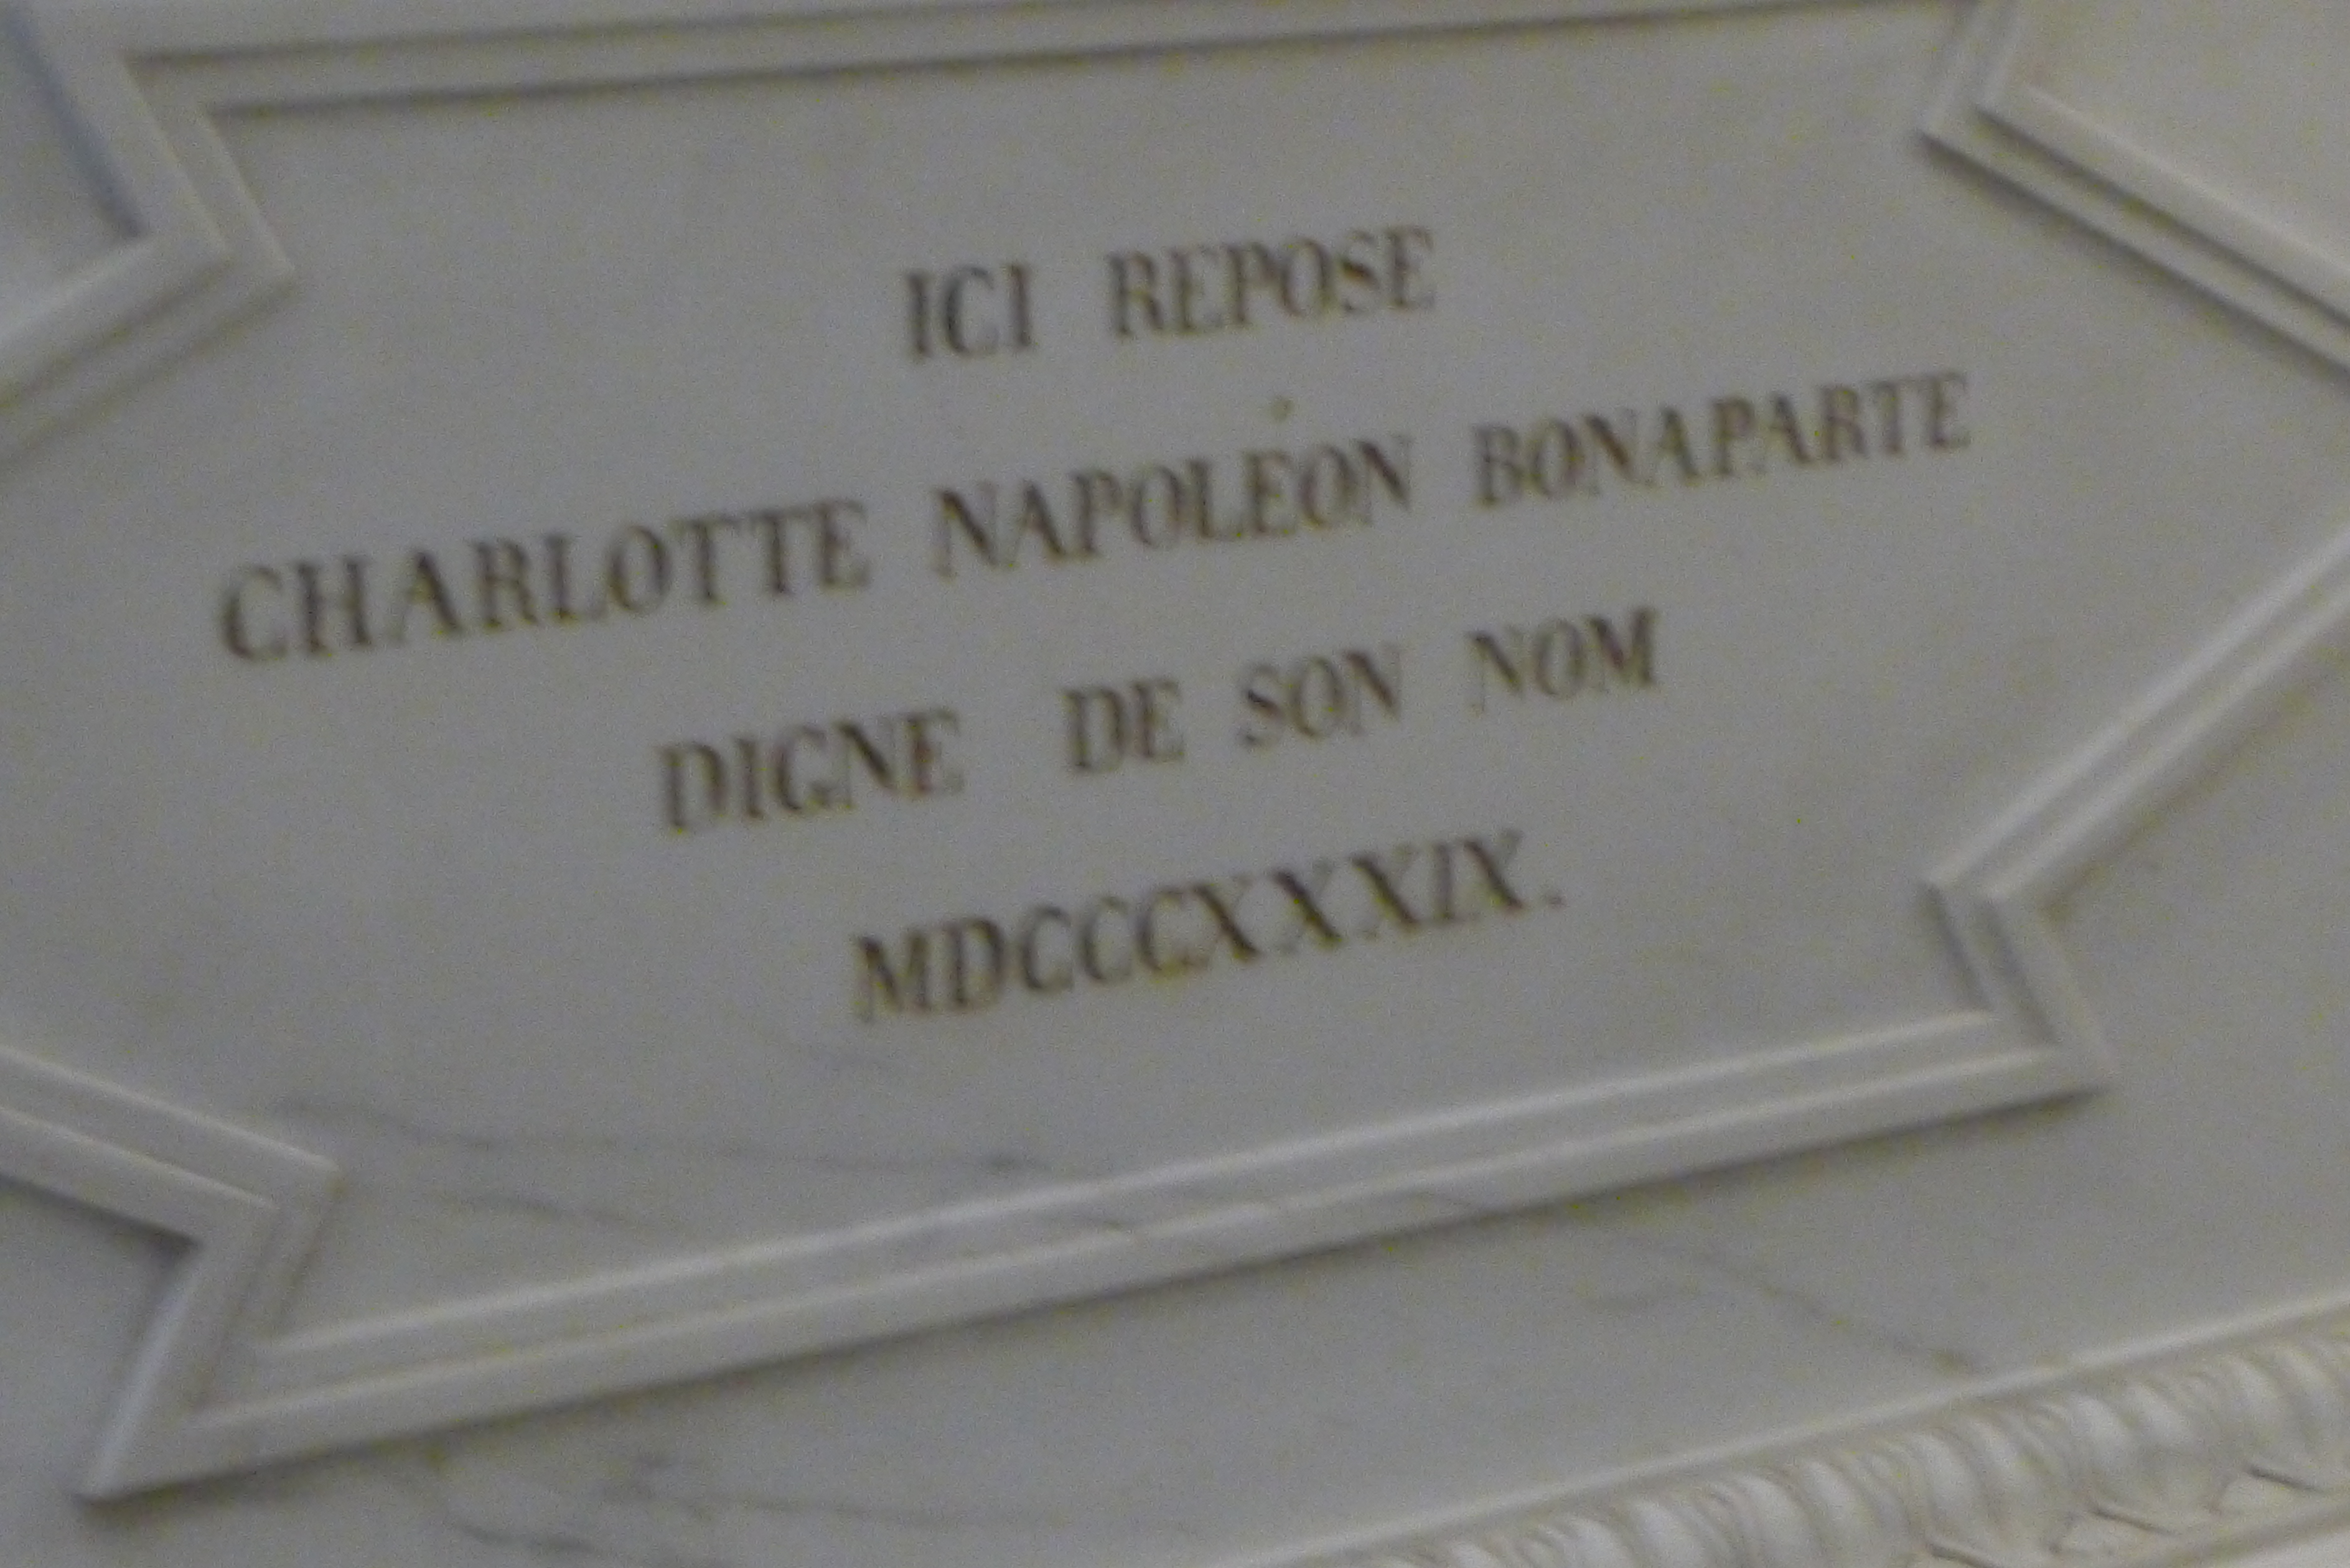 ICI REPOSE
CHARLOTTE NAPOLÉON BONAPARTE
DIGNE DE SON NOM
MDCCCXXXIX.